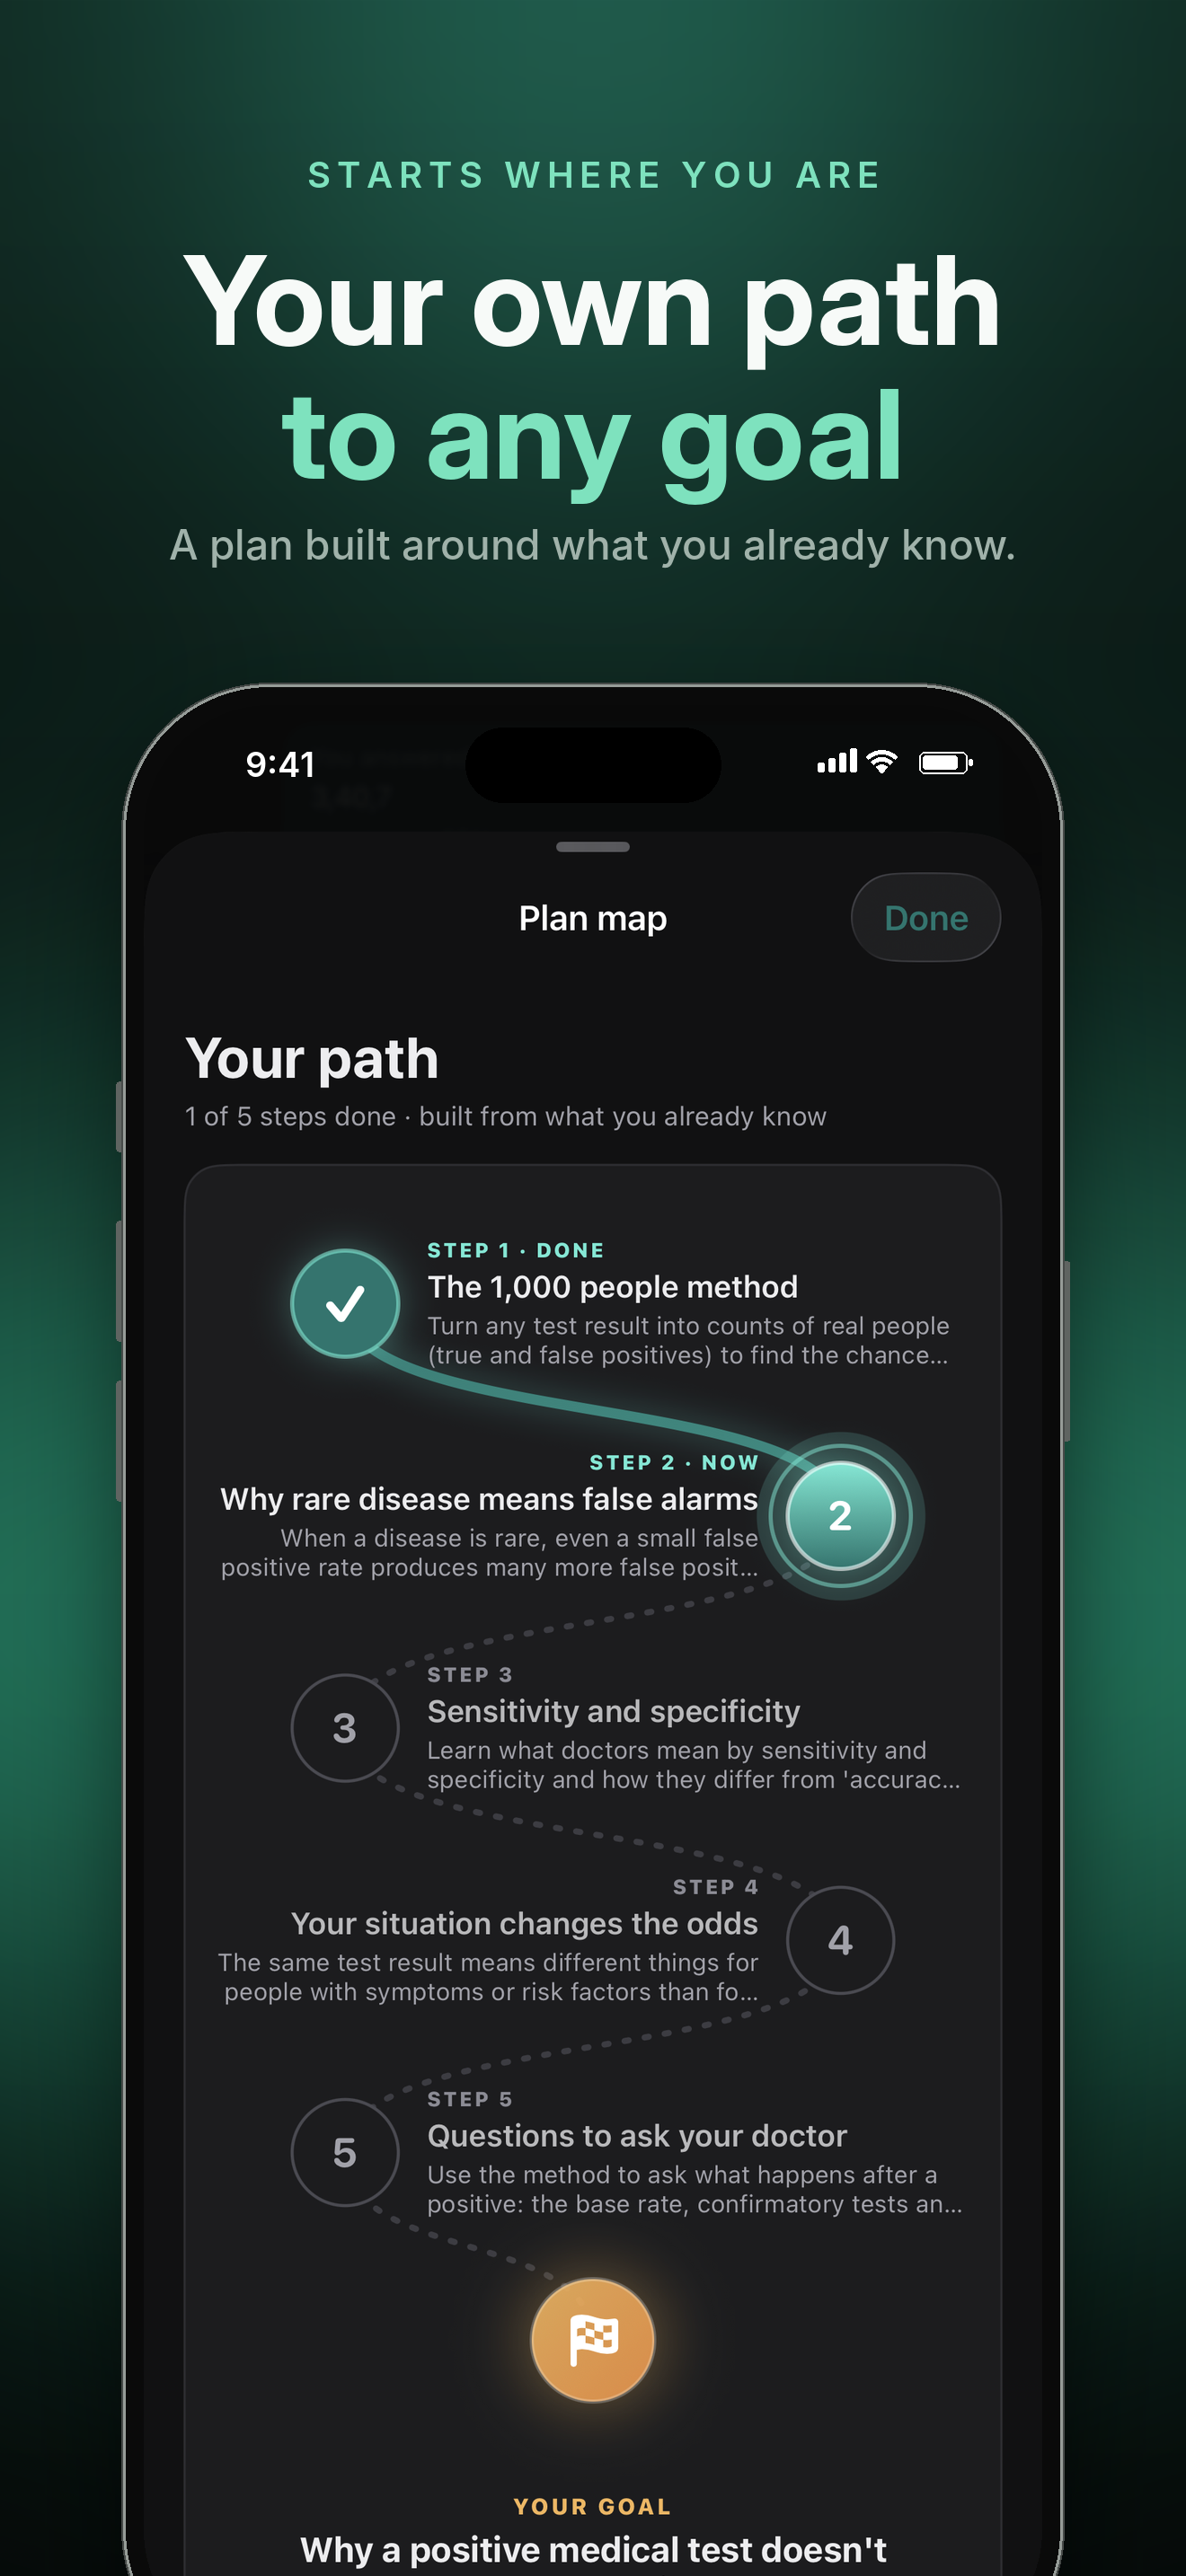 STARTS WHERE YOU ARE
Your own path
to any goal
A plan built around what you already know.
9:41
Plan map
Done
Your path
1 of 5 steps done · built from what you already know
STEP 1 · DONE
The 1,000 people method
Turn any test result into counts of real people
(true and false positives) to find the chance...
STEP 2 · NOW
Why rare disease means false alarms
When a disease is rare, even a small false
positive rate produces many more false posit...
2
3
STEP 3
Sensitivity and specificity
Learn what doctors mean by sensitivity and
specificity and how they differ from 'accurac...
STEP 4
Your situation changes the odds
The same test result means different things for
people with symptoms or risk factors than fo...
4
5
STEP 5
Questions to ask your doctor
Use the method to ask what happens after a
positive: the base rate, confirmatory tests an...
YOUR GOAL
Why a positive medical test doesn't